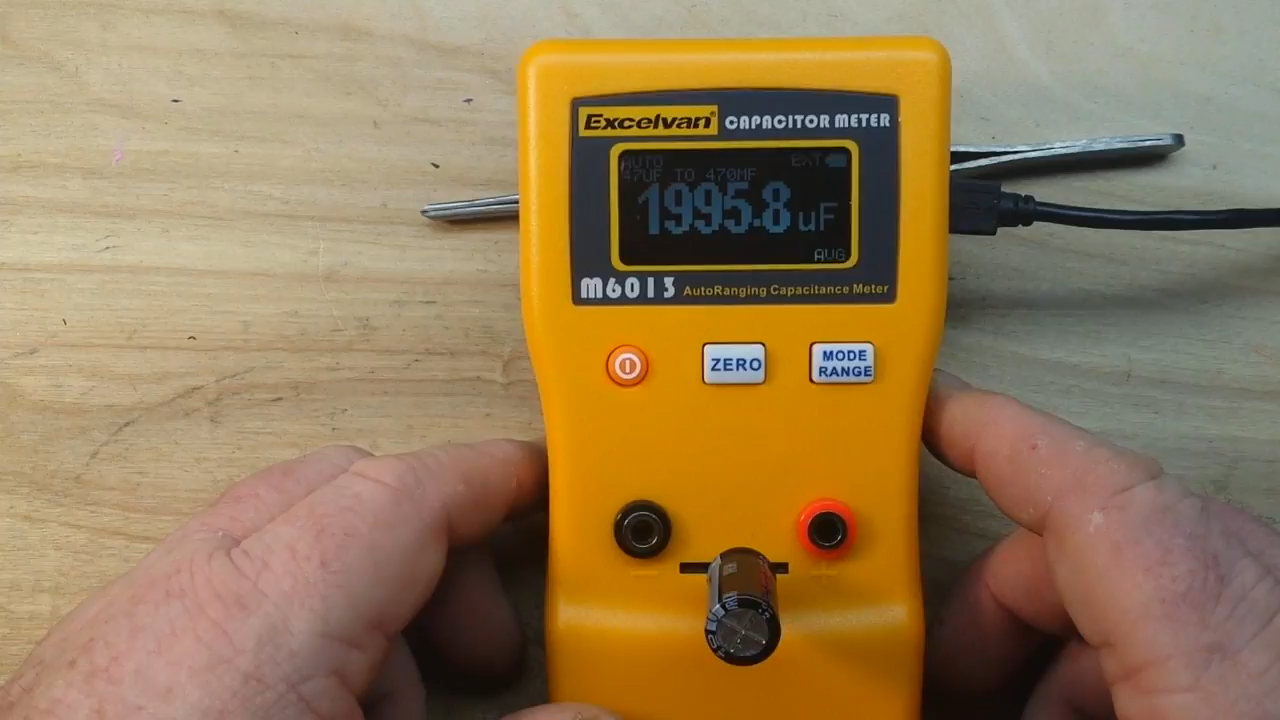 Excelvan® CAPACITOR METER
AUTO EXT
47UF TO 470MF
1995.8 uF
AVG
M6013 AutoRanging Capacitance Meter
ZERO
MODE
RANGE